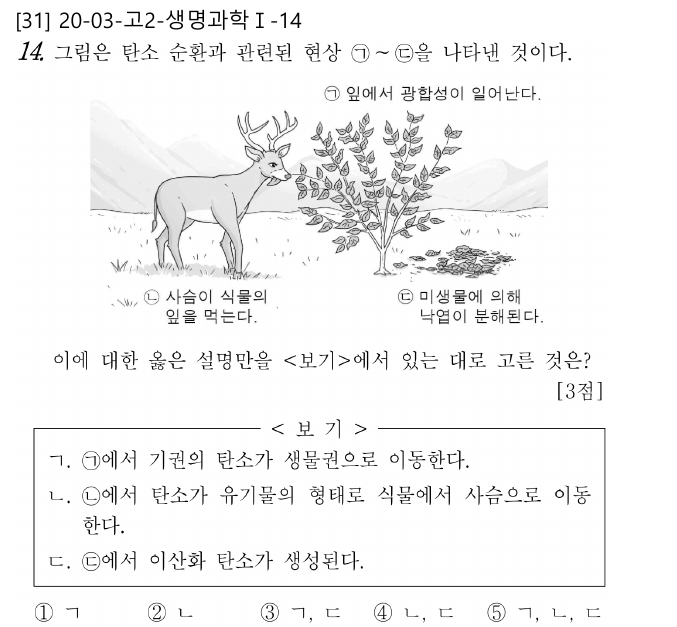 [31] 20-03-고2-생명과학Ⅰ-14
14. 그림은 탄소 순환과 관련된 현상 ㉠~㉢을 나타낸 것이다.
㉠ 잎에서 광합성이 일어난다.
㉡ 사슴이 식물의
잎을 먹는다.
㉢ 미생물에 의해
낙엽이 분해된다.
이에 대한 옳은 설명만을 <보기>에서 있는 대로 고른 것은?
[3점]
< 보 기 >
ㄱ. ㉠에서 기권의 탄소가 생물권으로 이동한다.
ㄴ. ㉡에서 탄소가 유기물의 형태로 식물에서 사슴으로 이동
한다.
ㄷ. ㉢에서 이산화 탄소가 생성된다.
① ㄱ ② ㄴ ③ ㄱ, ㄷ ④ ㄴ, ㄷ ⑤ ㄱ, ㄴ, ㄷ